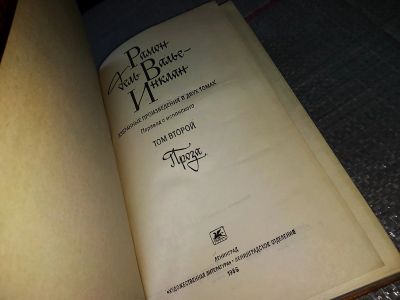 Рамон
дель Валье-
Инклан
ИЗБРАННЫЕ ПРОИЗВЕДЕНИЯ В ДВУХ ТОМАХ
Перевод с испанского
ТОМ ВТОРОЙ
Проза
ЛЕНИНГРАД
«ХУДОЖЕСТВЕННАЯ ЛИТЕРАТУРА» ЛЕНИНГРАДСКОЕ ОТДЕЛЕНИЕ
1986